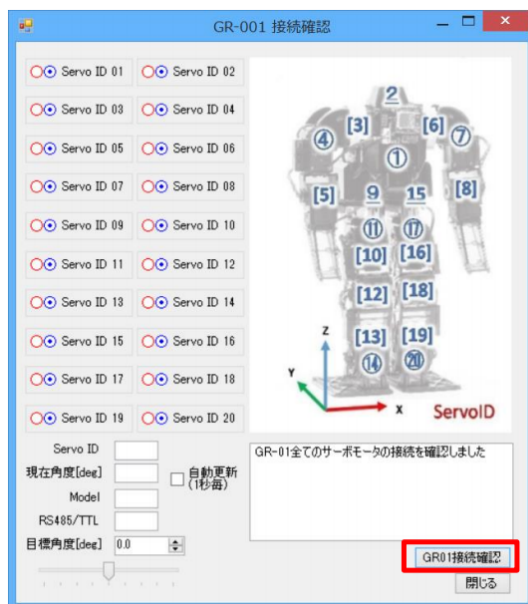 GR-001 接続確認
Servo ID 01 Servo ID 02
Servo ID 03 Servo ID 04
Servo ID 05 Servo ID 06
Servo ID 07 Servo ID 08
Servo ID 09 Servo ID 10
Servo ID 11 Servo ID 12
Servo ID 13 Servo ID 14
Servo ID 15 Servo ID 16
Servo ID 17 Servo ID 18
Servo ID 19 Servo ID 20
2
④ [3] [6] ⑦
①
[5] 9 15 [8]
⑪ ⑰
[10] [16]
[12] [18]
[13] [19]
⑭ ⑳
Z
Y
X
ServoID
Servo ID
現在角度[deg]
自動更新
(1秒毎)
Model
RS485/TTL
目標角度[deg] 0.0
GR-01全てのサーボモータの接続を確認しました
GR01接続確認
閉じる